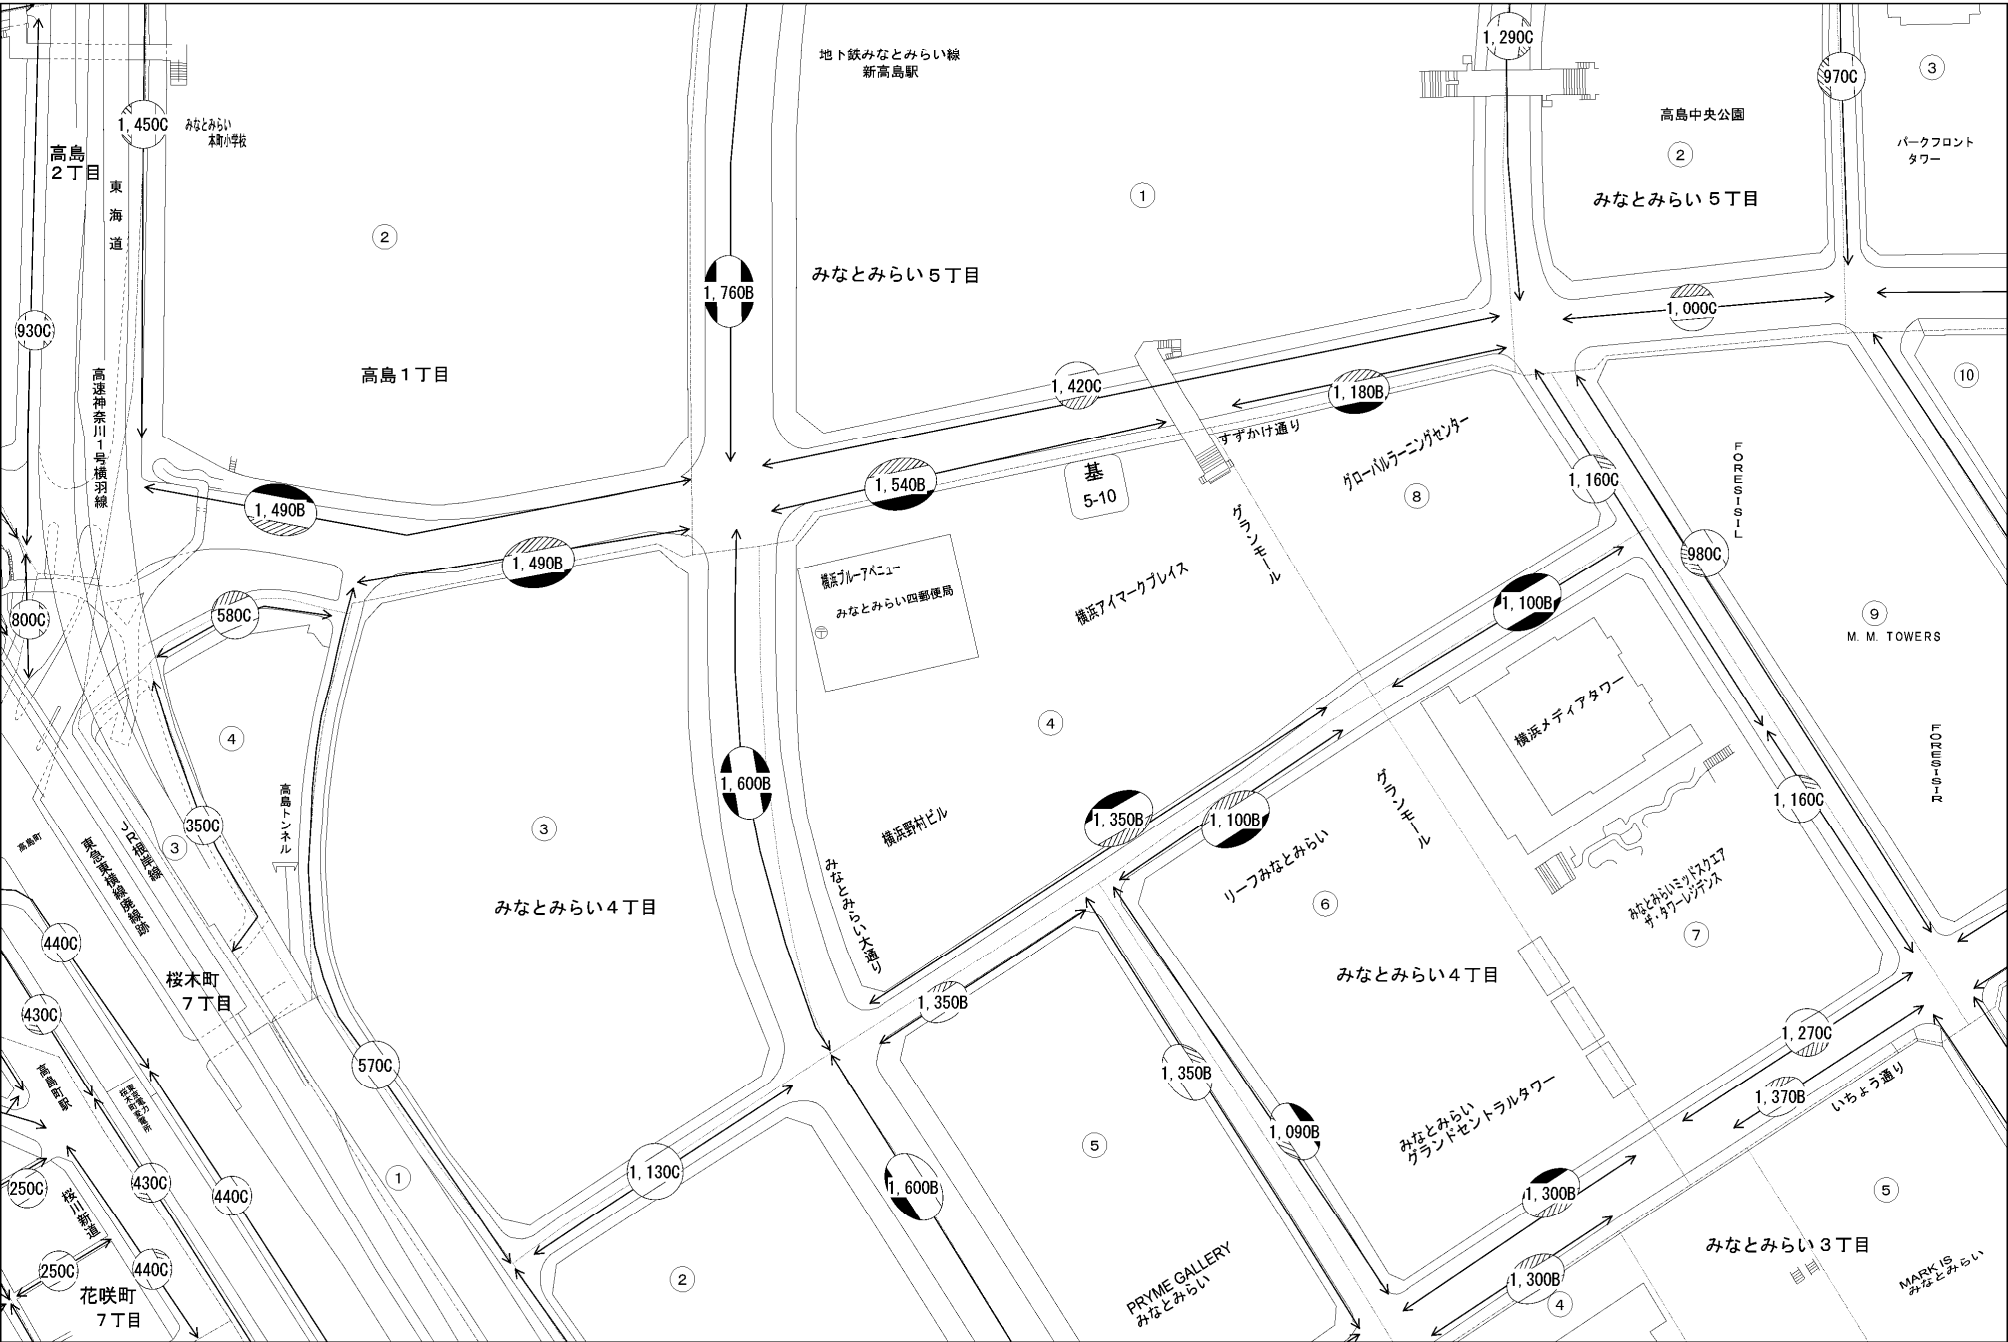 地下鉄みなとみらい線
新高島駅
1,290C
970C
3
1,450C
みなとみらい
本町小学校
高島
2丁目
高島中央公園
2
パークフロント
タワー
東海道
1
みなとみらい5丁目
2
みなとみらい5丁目
1,760B
1,000C
930C
高島1丁目
高速神奈川1号横羽線
1,420C
1,180B
10
すずかけ通り
グローバルラーニングセンター
基
5-10
1,540B
1,160C
8
FORESISIL
1,490B
グランモール
980C
1,490B
横浜ブルーアベニュー
みなとみらい四郵便局
〒
横浜アイマークプレイス
1,100B
9
M. M. TOWERS
800C
580C
4
4
横浜メディアタワー
FORESISIR
高島トンネル
1,600B
グランモール
1,160C
350C
3
3
横浜野村ビル
1,350B
1,100B
高島町
JR根岸線
東急東横線廃線跡
リーフみなとみらい
みなとみらいミッドスクエア
ザ・タワーレジデンス
みなとみらい大通り
みなとみらい4丁目
6
7
440C
桜木町
7丁目
みなとみらい4丁目
430C
1,350B
1,270C
570C
1,350B
高島町駅
東京電力
桜木町変電所
1,370B
いちょう通り
1,090B
みなとみらい
グランドセントラルタワー
5
1,130C
1
250C
430C
440C
1,600B
1,300B
5
桜川新道
みなとみらい3丁目
250C
440C
2
PRYME GALLERY
みなとみらい
1,300B
4
MARK IS
みなとみらい
花咲町
7丁目